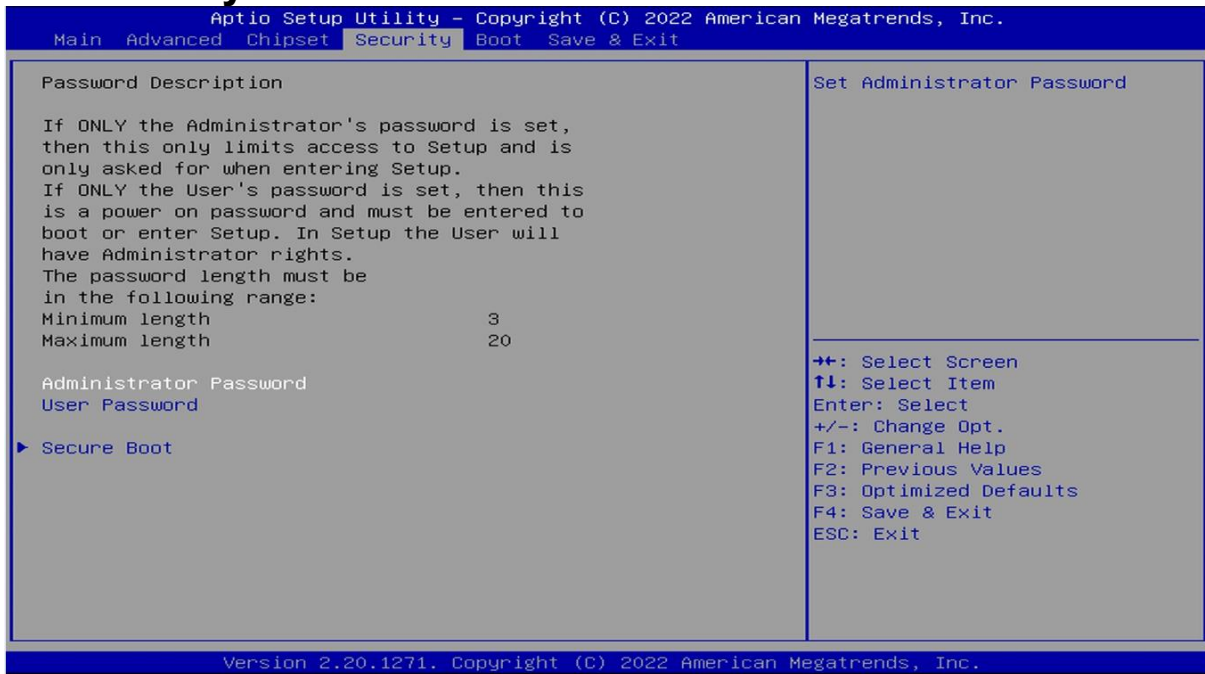 Aptio Setup Utility – Copyright (C) 2022 American Megatrends, Inc.
Main Advanced Chipset Security Boot Save & Exit
Password Description
If ONLY the Administrator's password is set,
then this only limits access to Setup and is
only asked for when entering Setup.
If ONLY the User's password is set, then this
is a power on password and must be entered to
boot or enter Setup. In Setup the User will
have Administrator rights.
The password length must be
in the following range:
Minimum length 3
Maximum length 20
Administrator Password
User Password
► Secure Boot
Set Administrator Password
→←: Select Screen
↑↓: Select Item
Enter: Select
+/-: Change Opt.
F1: General Help
F2: Previous Values
F3: Optimized Defaults
F4: Save & Exit
ESC: Exit
Version 2.20.1271. Copyright (C) 2022 American Megatrends, Inc.